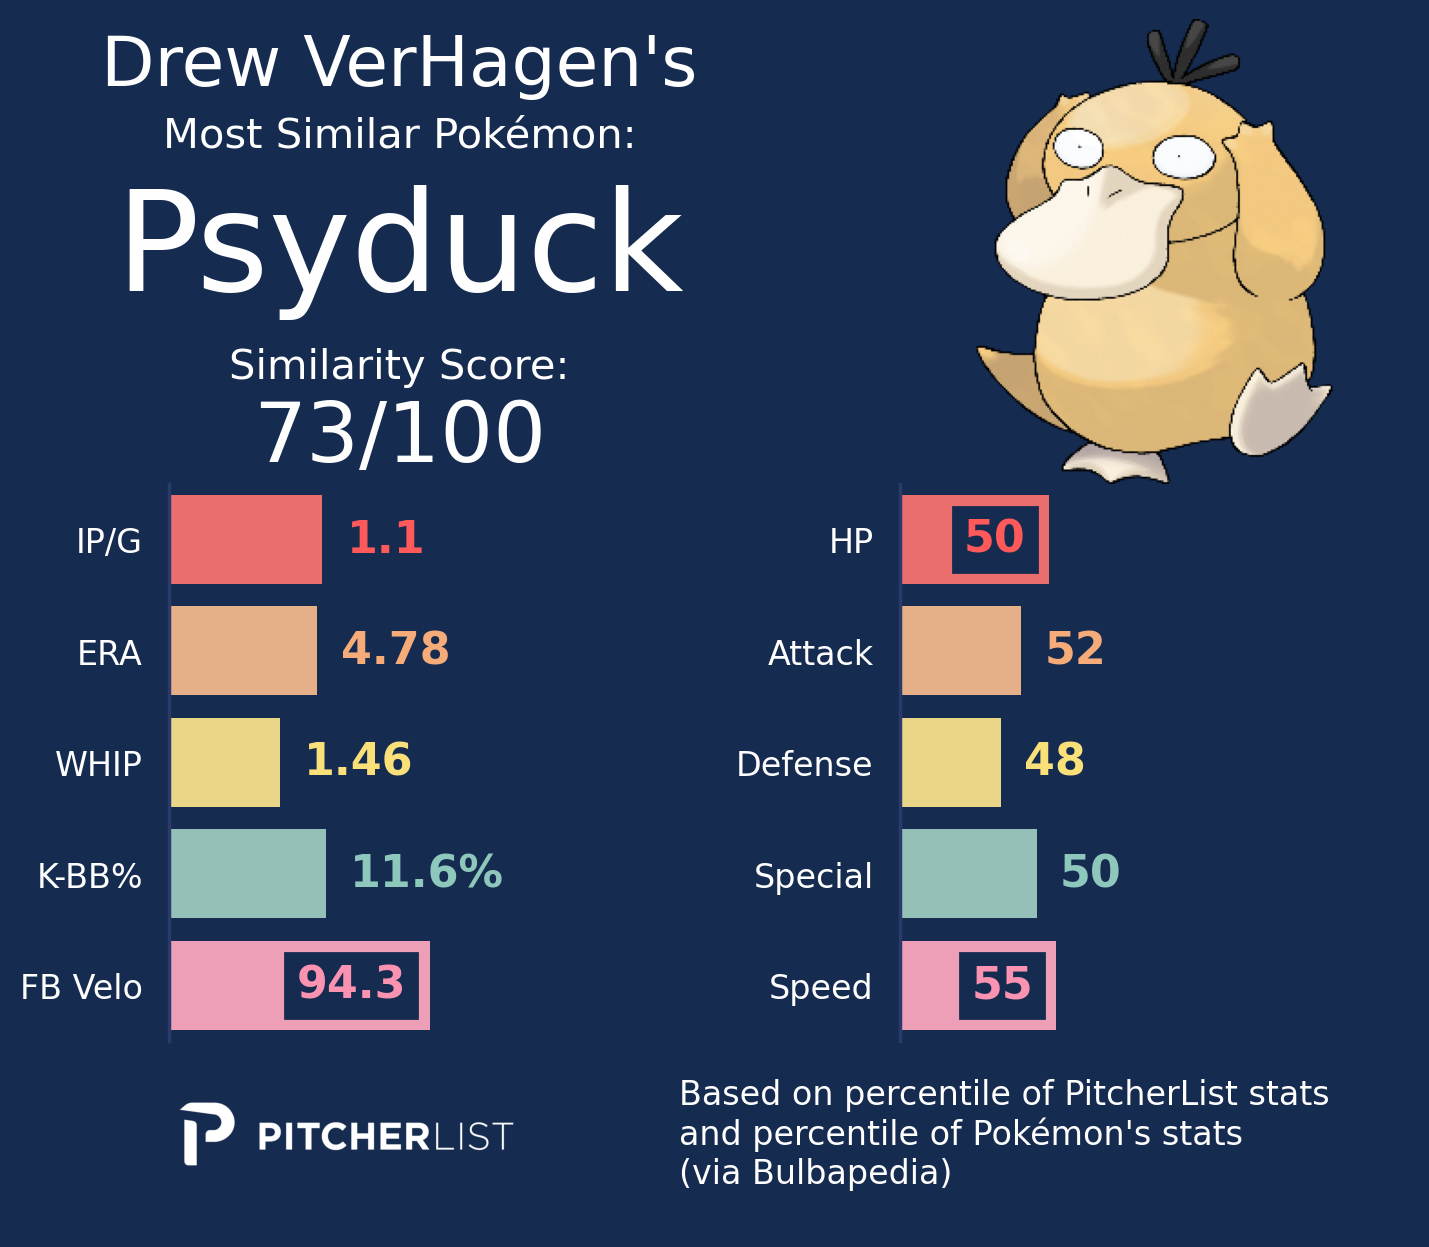 Drew VerHagen's
Most Similar Pokémon:
Psyduck
Similarity Score:
73/100
IP/G 1.1
ERA 4.78
WHIP 1.46
K-BB% 11.6%
FB Velo 94.3
HP 50
Attack 52
Defense 48
Special 50
Speed 55
PITCHERLIST
Based on percentile of PitcherList stats
and percentile of Pokémon's stats
(via Bulbapedia)